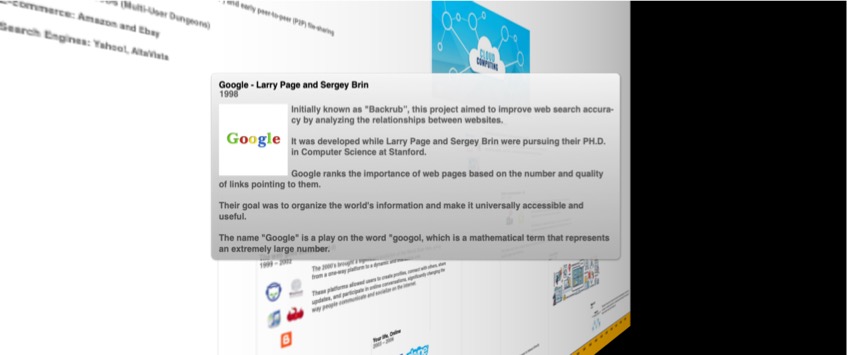 -commerce: Amazon and Ebay
(Multi-User Dungeons)
and early peer-to-peer (P2P) file-sharing
Search Engines: Yahoo!, AltaVista
CLOUD
COMPUTING
Google - Larry Page and Sergey Brin
1998
Google
Initially known as "Backrub", this project aimed to improve web search accura-
cy by analyzing the relationships between websites.
It was developed while Larry Page and Sergey Brin were pursuing their PH.D.
in Computer Science at Stanford.
Google ranks the importance of web pages based on the number and quality
of links pointing to them.
Their goal was to organize the world's information and make it universally accessible and
useful.
The name "Google" is a play on the word "googol, which is a mathematical term that represents
an extremely large number.
The 2000's brought a
from a one-way platform to a dynamic and
These platforms allowed users to create profiles, connect with others, share
updates, and participate in online conversations, significantly changing the
way people communicate and socialize on the internet.
Your life, Online